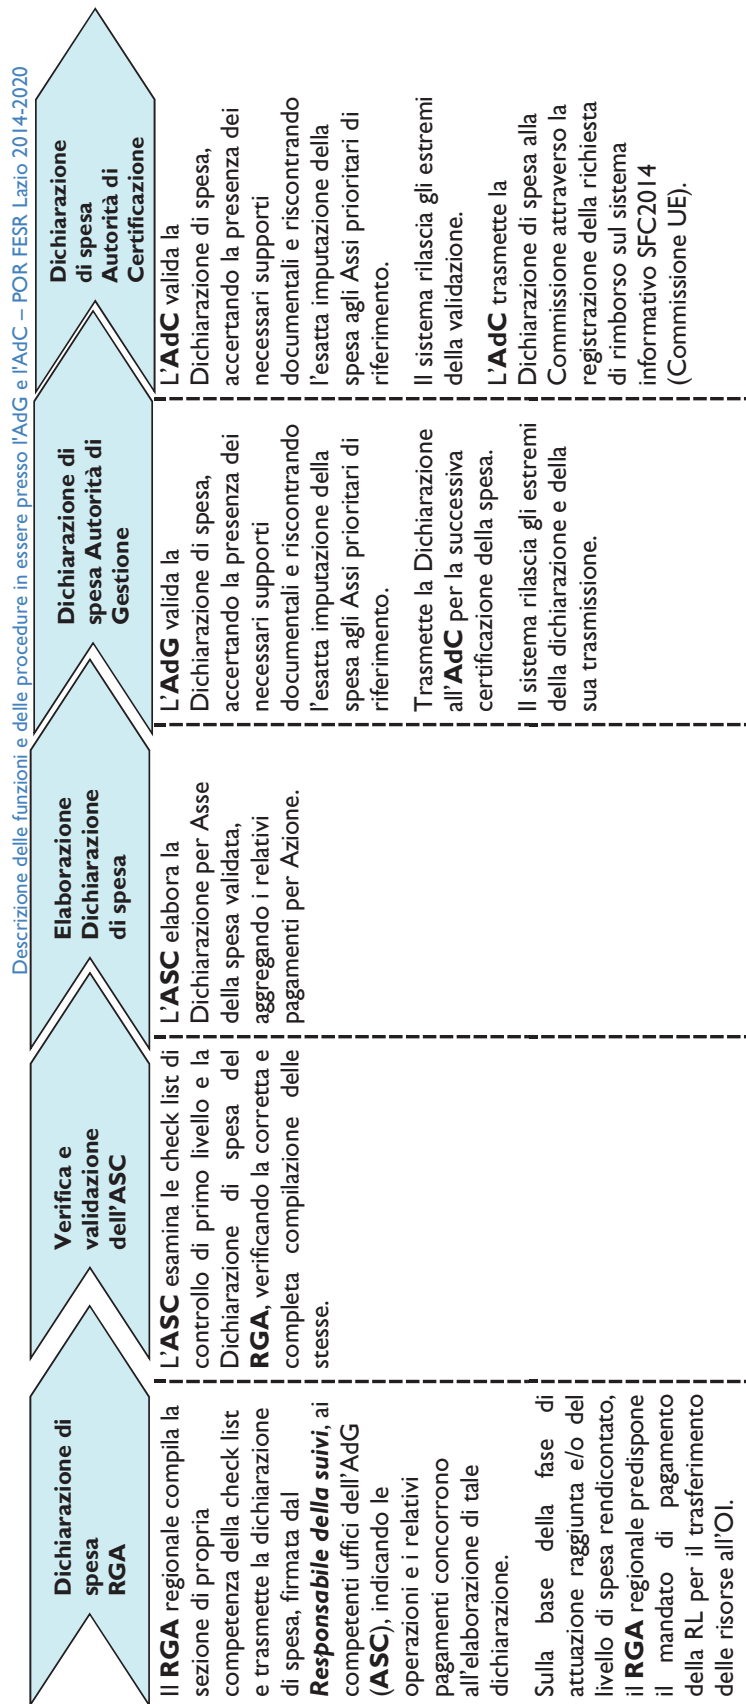 Descrizione delle funzioni e delle procedure in essere presso l'AdG e l'AdC – POR FESR Lazio 2014-2020
Dichiarazione di
spesa
RGA
Il RGA regionale compila la
sezione di propria
competenza della check list
e trasmette la dichiarazione
di spesa, firmata dal
Responsabile della suivi, ai
competenti uffici dell'AdG
(ASC), indicando le
operazioni e i relativi
pagamenti concorrono
all'elaborazione di tale
dichiarazione.
Sulla base della fase di
attuazione raggiunta e/o del
livello di spesa rendicontato,
il RGA regionale predispone
il mandato di pagamento
della RL per il trasferimento
delle risorse all'OI.
Verifica e
validazione
dell'ASC
L'ASC esamina le check list di
controllo di primo livello e la
Dichiarazione di spesa del
RGA, verificando la corretta e
completa compilazione delle
stesse.
Elaborazione
Dichiarazione
di spesa
L'ASC elabora la
Dichiarazione per Asse
della spesa validata,
aggregando i relativi
pagamenti per Azione.
Dichiarazione di
spesa Autorità di
Gestione
L'AdG valida la
Dichiarazione di spesa,
accertando la presenza dei
necessari supporti
documentali e riscontrando
l'esatta imputazione della
spesa agli Assi prioritari di
riferimento.
Trasmette la Dichiarazione
all'AdC per la successiva
certificazione della spesa.
Il sistema rilascia gli estremi
della dichiarazione e della
sua trasmissione.
Dichiarazione
di spesa
Autorità di
Certificazione
L'AdC valida la
Dichiarazione di spesa,
accertando la presenza dei
necessari supporti
documentali e riscontrando
l'esatta imputazione della
spesa agli Assi prioritari di
riferimento.
Il sistema rilascia gli estremi
della validazione.
L'AdC trasmette la
Dichiarazione di spesa alla
Commissione attraverso la
registrazione della richiesta
di rimborso sul sistema
informativo SFC2014
(Commissione UE).